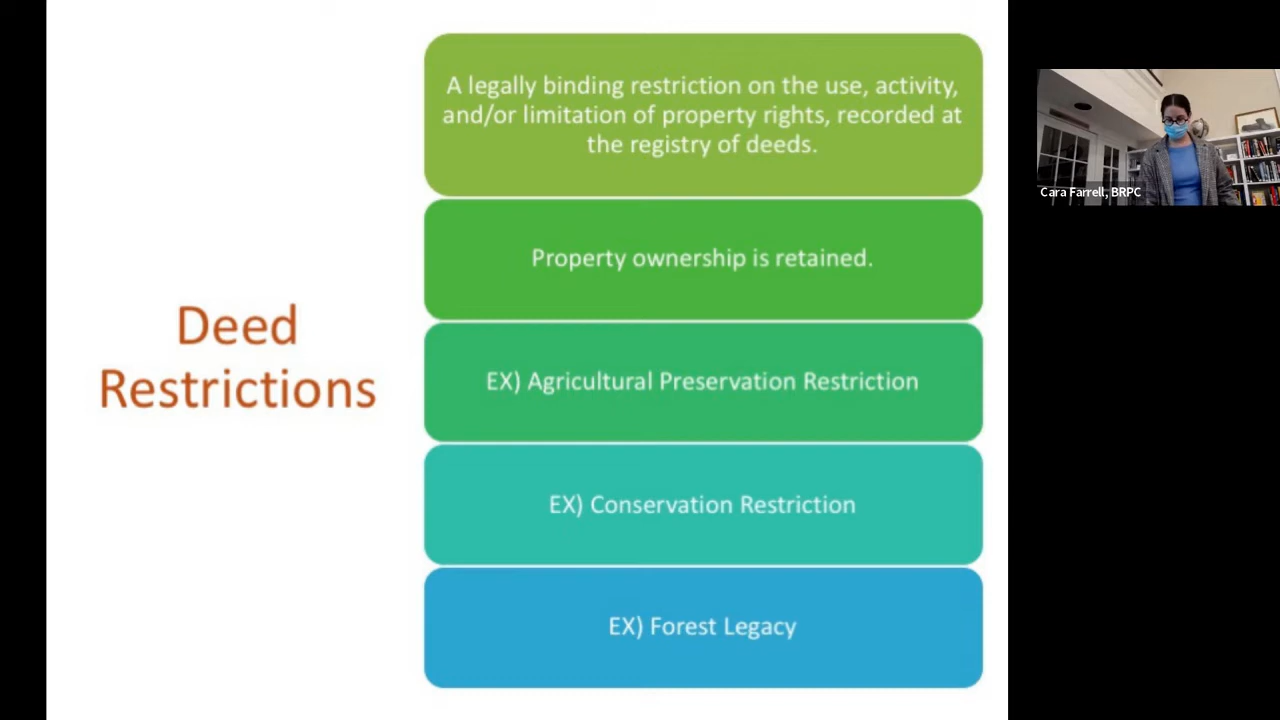 Deed
Restrictions
A legally binding restriction on the use, activity,
and/or limitation of property rights, recorded at
the registry of deeds.
Property ownership is retained.
EX) Agricultural Preservation Restriction
EX) Conservation Restriction
EX) Forest Legacy
Cara Farrell, BRPC